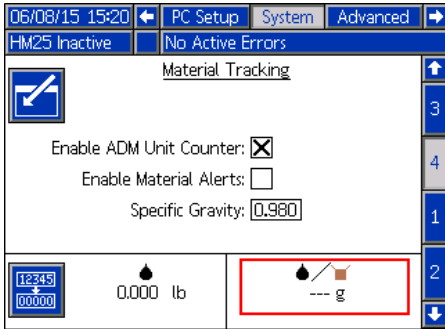 06/08/15 15:20 PC Setup System Advanced
HM25 Inactive No Active Errors
Material Tracking
3
Enable ADM Unit Counter:
4
Enable Material Alerts:
Specific Gravity: 0.980
1
12345
00000
0.000 lb
--- g
2